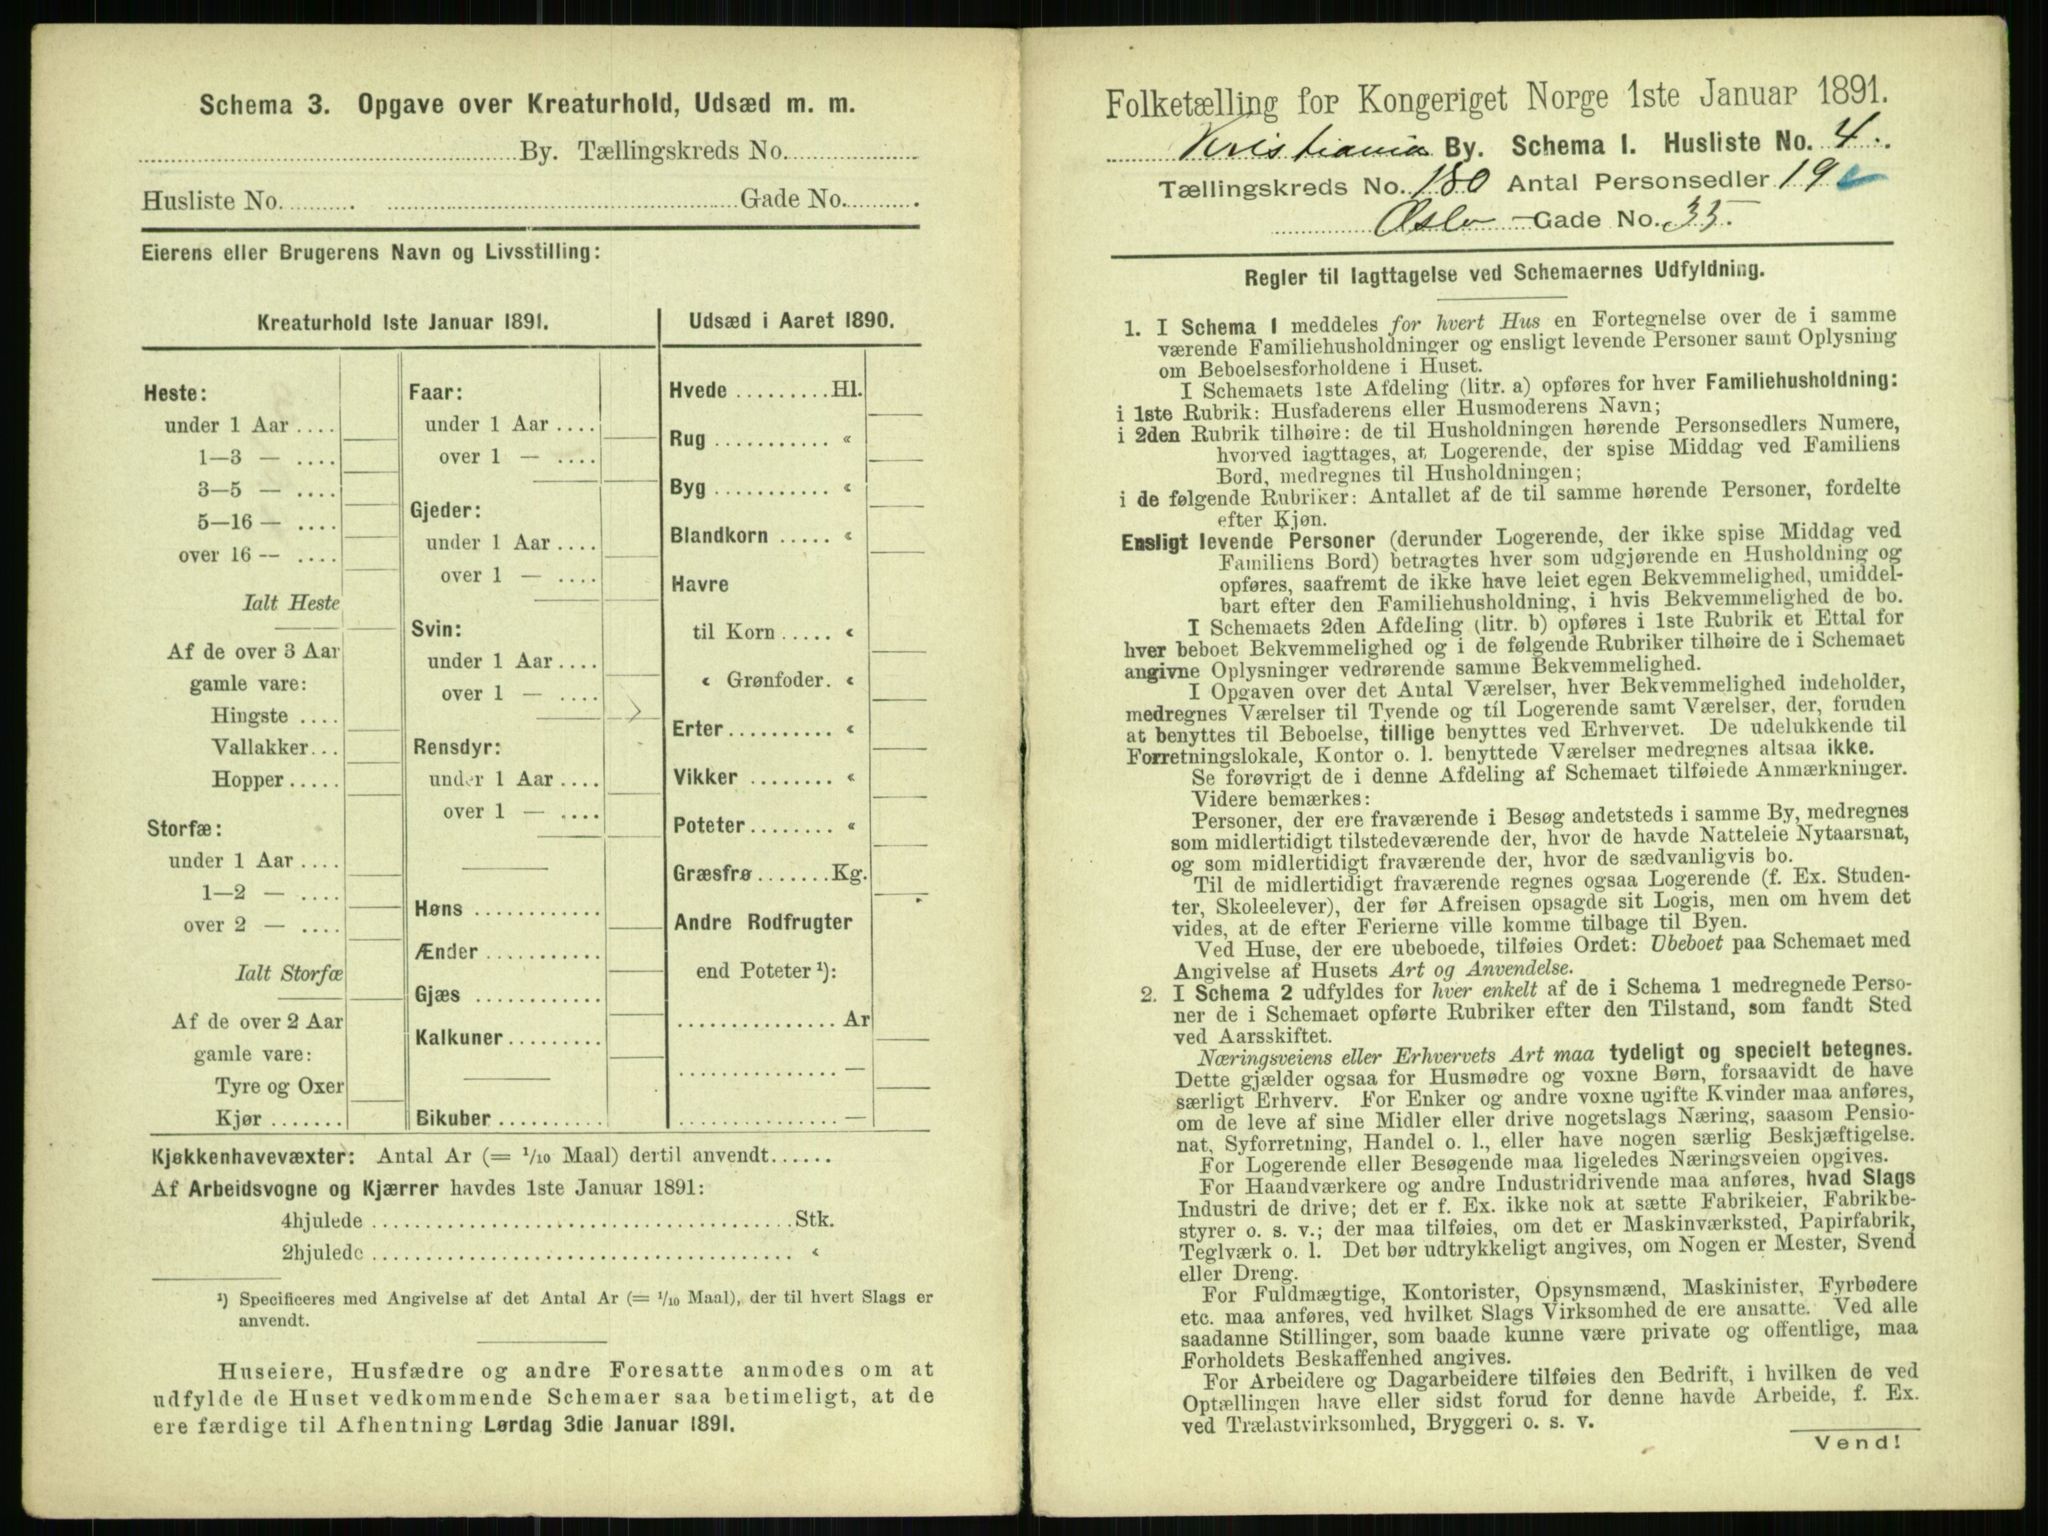 Schema 3. Opgave over Kreaturhold, Udsæd m. m.
By. Tællingskreds No.
Husliste No. Gade No.
Eierens eller Brugerens Navn og Livsstilling:
Kreaturhold 1ste Januar 1891.
Heste:
under 1 Aar ....
1—3 — ....
3—5 — ....
5—16 — ....
over 16 — ....
Ialt Heste
Af de over 3 Aar
gamle vare:
Hingste ....
Vallakker...
Hopper .....
Storfæ:
under 1 Aar ....
1—2 — ....
over 2 — ....
Ialt Storfæ
Af de over 2 Aar
gamle vare:
Tyre og Oxer
Kjør .......
Faar:
under 1 Aar ....
over 1 — ....
Gjeder:
under 1 Aar ....
over 1 — ....
Svin:
under 1 Aar ....
over 1 — ....
Rensdyr:
under 1 Aar ....
over 1 — ....
Høns ............
Ænder ...........
Gjæs ............
Kalkuner .........
Bikuber ..........
Udsæd i Aaret 1890.
Hvede ......... Hl.
Rug ........... «
Byg ........... «
Blandkorn ..... «
Havre
til Korn ..... «
« Grønfoder. «
Erter .......... «
Vikker ........ «
Poteter ........ «
Græsfrø ....... Kg.
Andre Rodfrugter
end Poteter ¹):
............... Ar
............... —
............... —
Kjøkkenhavevæxter: Antal Ar (= 1/10 Maal) dertil anvendt......
Af Arbeidsvogne og Kjærrer havdes 1ste Januar 1891:
4hjulede ........................................ Stk.
2hjulede ........................................ «
¹) Specificeres med Angivelse af det Antal Ar (= 1/10 Maal), der til hvert Slags er
anvendt.
Huseiere, Husfædre og andre Foresatte anmodes om at
udfylde de Huset vedkommende Schemaer saa betimeligt, at de
ere færdige til Afhentning Lørdag 3die Januar 1891.
Folketælling for Kongeriget Norge 1ste Januar 1891.
Kristiania By. Schema 1. Husliste No. 4.
Tællingskreds No. 180 Antal Personsedler 19
Oslo Gade No. 35.
Regler til Iagttagelse ved Schemaernes Udfyldning.
1. I Schema 1 meddeles for hvert Hus en Fortegnelse over de i samme
værende Familiehusholdninger og ensligt levende Personer samt Oplysning
om Beboelsesforholdene i Huset.
I Schemaets 1ste Afdeling (litr. a) opføres for hver Familiehusholdning:
i 1ste Rubrik: Husfaderens eller Husmoderens Navn;
i 2den Rubrik tilhøire: de til Husholdningen hørende Personsedlers Numere,
hvorved iagttages, at Logerende, der spise Middag ved Familiens
Bord, medregnes til Husholdningen;
i de følgende Rubriker: Antallet af de til samme hørende Personer, fordelte
efter Kjøn.
Ensligt levende Personer (derunder Logerende, der ikke spise Middag ved
Familiens Bord) betragtes hver som udgjørende en Husholdning og
opføres, saafremt de ikke have leiet egen Bekvemmelighed, umiddel-
bart efter den Familiehusholdning, i hvis Bekvemmelighed de bo.
I Schemaets 2den Afdeling (litr. b) opføres i 1ste Rubrik et Ettal for
hver beboet Bekvemmelighed og i de følgende Rubriker tilhøire de i Schemaet
angivne Oplysninger vedrørende samme Bekvemmelighed.
I Opgaven over det Antal Værelser, hver Bekvemmelighed indeholder,
medregnes Værelser til Tyende og til Logerende samt Værelser, der, foruden
at benyttes til Beboelse, tillige benyttes ved Erhvervet. De udelukkende til
Forretningslokale, Kontor o. l. benyttede Værelser medregnes altsaa ikke.
Se forøvrigt de i denne Afdeling af Schemaet tilføiede Anmærkninger.
Videre bemærkes:
Personer, der ere fraværende i Besøg andetsteds i samme By, medregnes
som midlertidigt tilstedeværende der, hvor de havde Natteleie Nytaarsnat,
og som midlertidigt fraværende der, hvor de sædvanligvis bo.
Til de midlertidigt fraværende regnes ogsaa Logerende (f. Ex. Studen-
ter, Skoleelever), der før Afreisen opsagde sit Logis, men om hvem det
vides, at de efter Ferierne ville komme tilbage til Byen.
Ved Huse, der ere ubeboede, tilføies Ordet: Ubeboet paa Schemaet med
Angivelse af Husets Art og Anvendelse.
2. I Schema 2 udfyldes for hver enkelt af de i Schema 1 medregnede Perso-
ner de i Schemaet opførte Rubriker efter den Tilstand, som fandt Sted
ved Aarsskiftet.
Næringsveiens eller Erhvervets Art maa tydeligt og specielt betegnes.
Dette gjælder ogsaa for Husmødre og voxne Børn, forsaavidt de have
særligt Erhverv. For Enker og andre voxne ugifte Kvinder maa anføres,
om de leve af sine Midler eller drive nogetslags Næring, saasom Pensio-
nat, Syforretning, Handel o. l., eller have nogen særlig Beskjæftigelse.
For Logerende eller Besøgende maa ligeledes Næringsveien opgives.
For Haandværkere og andre Industridrivende maa anføres, hvad Slags
Industri de drive; det er f. Ex. ikke nok at sætte Fabrikeier, Fabrikbe-
styrer o. s. v.; der maa tilføies, om det er Maskinværksted, Papirfabrik,
Teglværk o. l. Det bør udtrykkeligt angives, om Nogen er Mester, Svend
eller Dreng.
For Fuldmægtige, Kontorister, Opsynsmænd, Maskinister, Fyrbødere
etc. maa anføres, ved hvilket Slags Virksomhed de ere ansatte. Ved alle
saadanne Stillinger, som baade kunne være private og offentlige, maa
Forholdets Beskaffenhed angives.
For Arbeidere og Dagarbeidere tilføies den Bedrift, i hvilken de ved
Optællingen have eller sidst forud for denne havde Arbeide, f. Ex.
ved Trælastvirksomhed, Bryggeri o. s. v.
Vend!